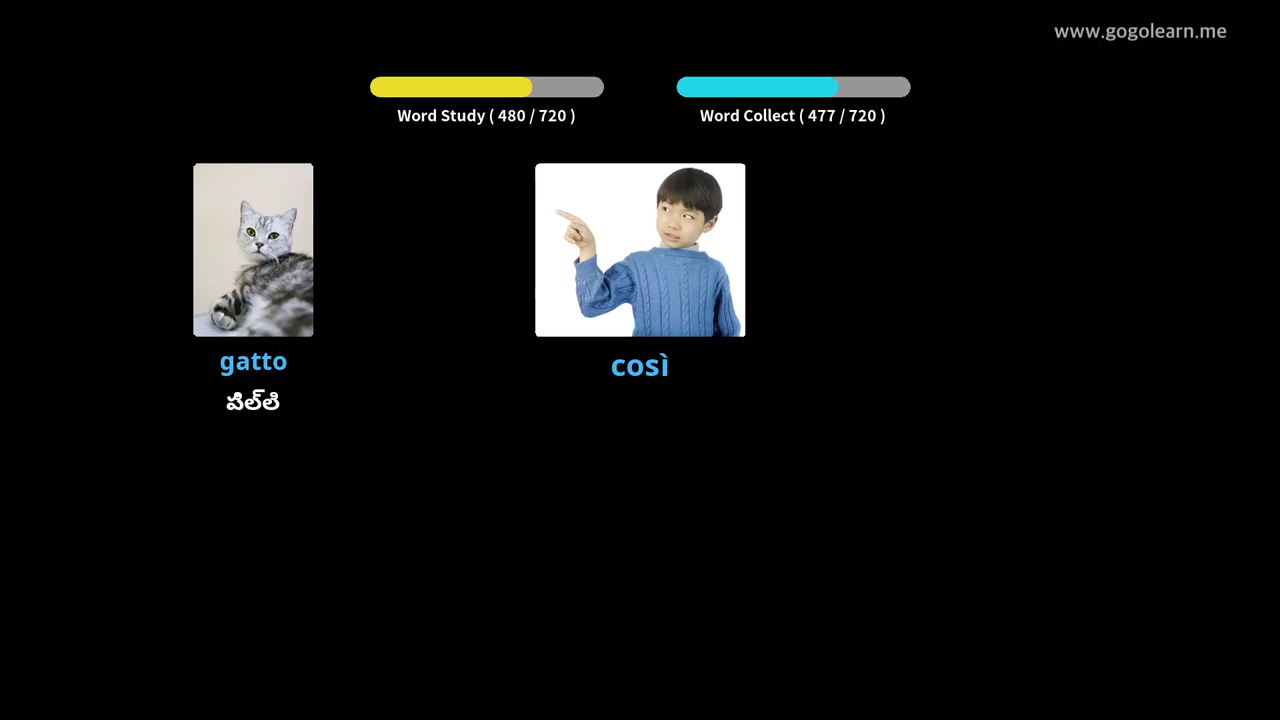 www.gogolearn.me
Word Study ( 480 / 720 )
Word Collect ( 477 / 720 )
gatto
పిల్లి
così